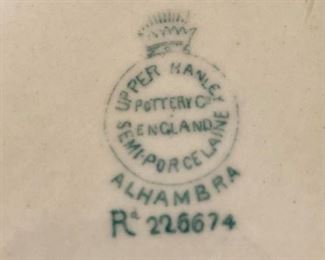 UPPER HANLEY
POTTERY Co
ENGLAND
SEMI-PORCELAINE
ALHAMBRA
Rd 226674